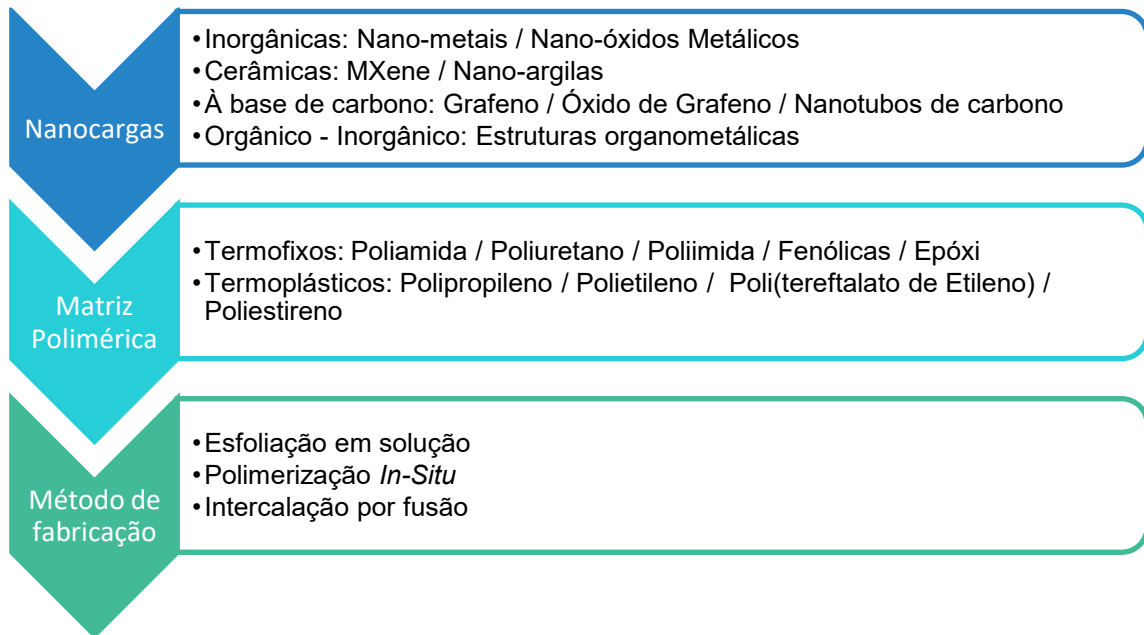 Nanocargas
•Inorgânicas: Nano-metais / Nano-óxidos Metálicos
•Cerâmicas: MXene / Nano-argilas
•À base de carbono: Grafeno / Óxido de Grafeno / Nanotubos de carbono
•Orgânico - Inorgânico: Estruturas organometálicas
Matriz
Polimérica
•Termofixos: Poliamida / Poliuretano / Poliimida / Fenólicas / Epóxi
•Termoplásticos: Polipropileno / Polietileno / Poli(tereftalato de Etileno) /
Poliestireno
Método de
fabricação
•Esfoliação em solução
•Polimerização In-Situ
•Intercalação por fusão